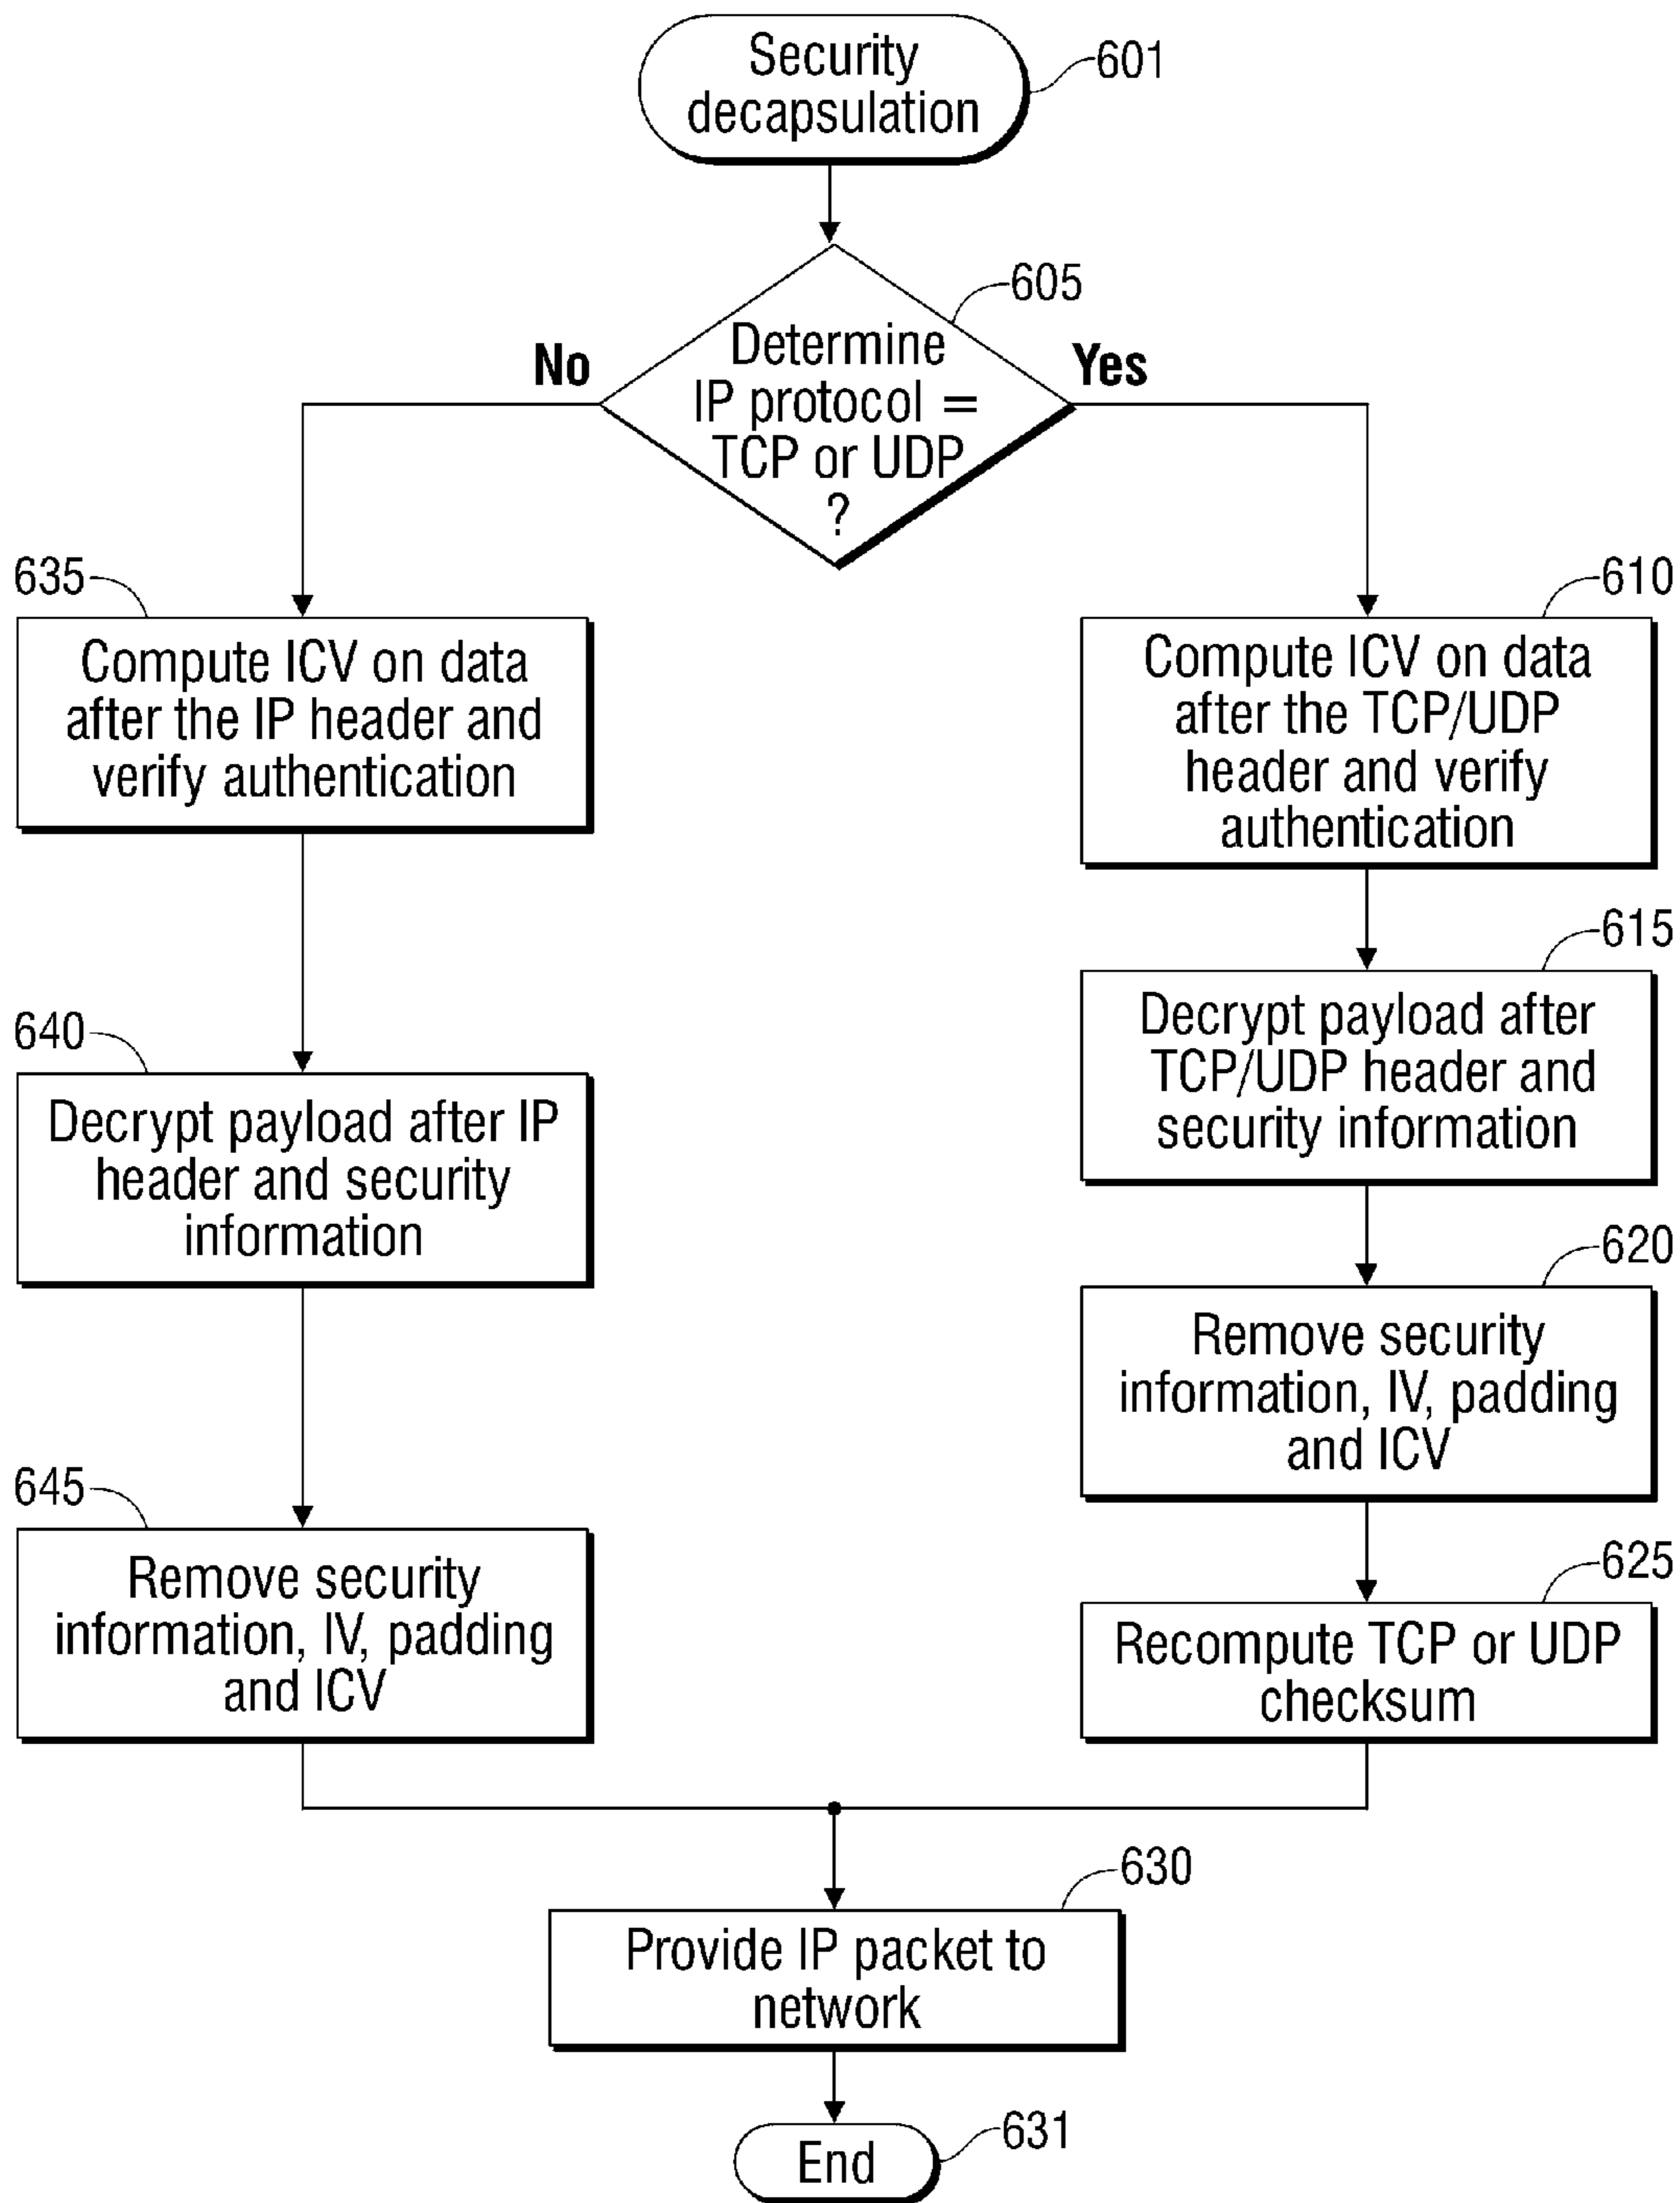 Security
decapsulation
601
605
Determine
IP protocol =
TCP or UDP
?
No
Yes
635
Compute ICV on data
after the IP header and
verify authentication
610
Compute ICV on data
after the TCP/UDP
header and verify
authentication
615
Decrypt payload after
TCP/UDP header and
security information
640
Decrypt payload after IP
header and security
information
620
Remove security
information, IV, padding
and ICV
645
Remove security
information, IV, padding
and ICV
625
Recompute TCP or UDP
checksum
630
Provide IP packet to
network
631
End